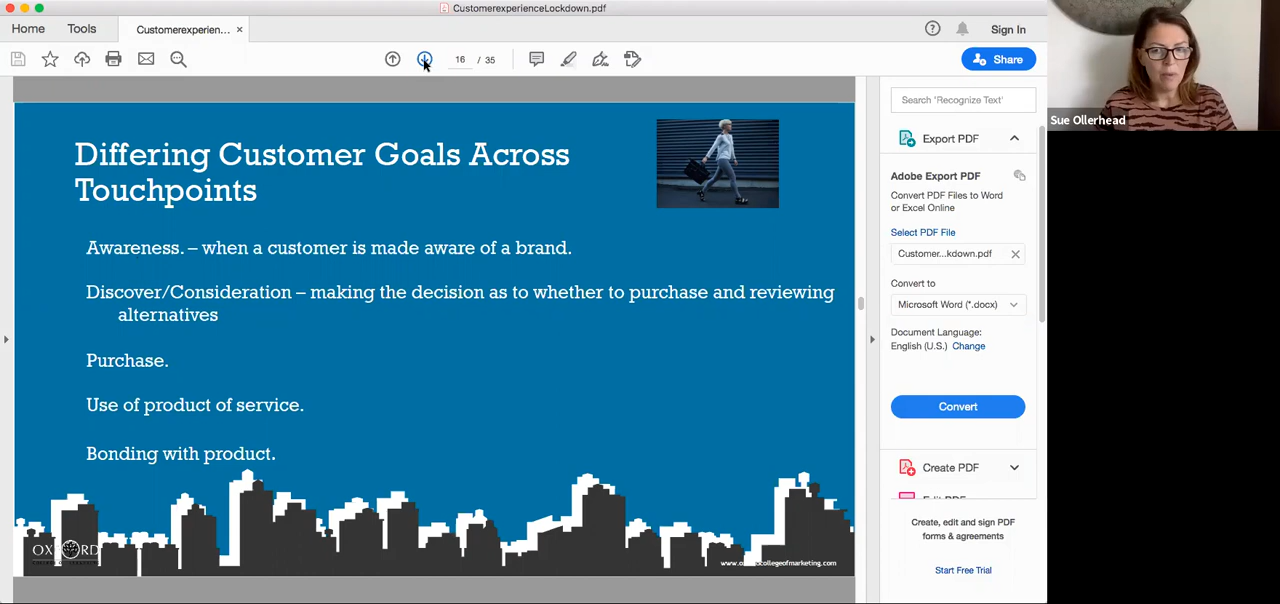 CustomerexperienceLockdown.pdf
Home
Tools
Customerexperien...
Sign In
16 / 35
Share
Sue Ollerhead
Differing Customer Goals Across
Touchpoints
Awareness. – when a customer is made aware of a brand.
Discover/Consideration – making the decision as to whether to purchase and reviewing
alternatives
Purchase.
Use of product of service.
Bonding with product.
OXFORD
Search 'Recognize Text'
Export PDF
Adobe Export PDF
Convert PDF Files to Word
or Excel Online
Select PDF File
Customer...kdown.pdf
Convert to
Microsoft Word (*.docx)
Document Language:
English (U.S.) Change
Convert
Create PDF
Edit PDF
Create, edit and sign PDF
forms & agreements
Start Free Trial